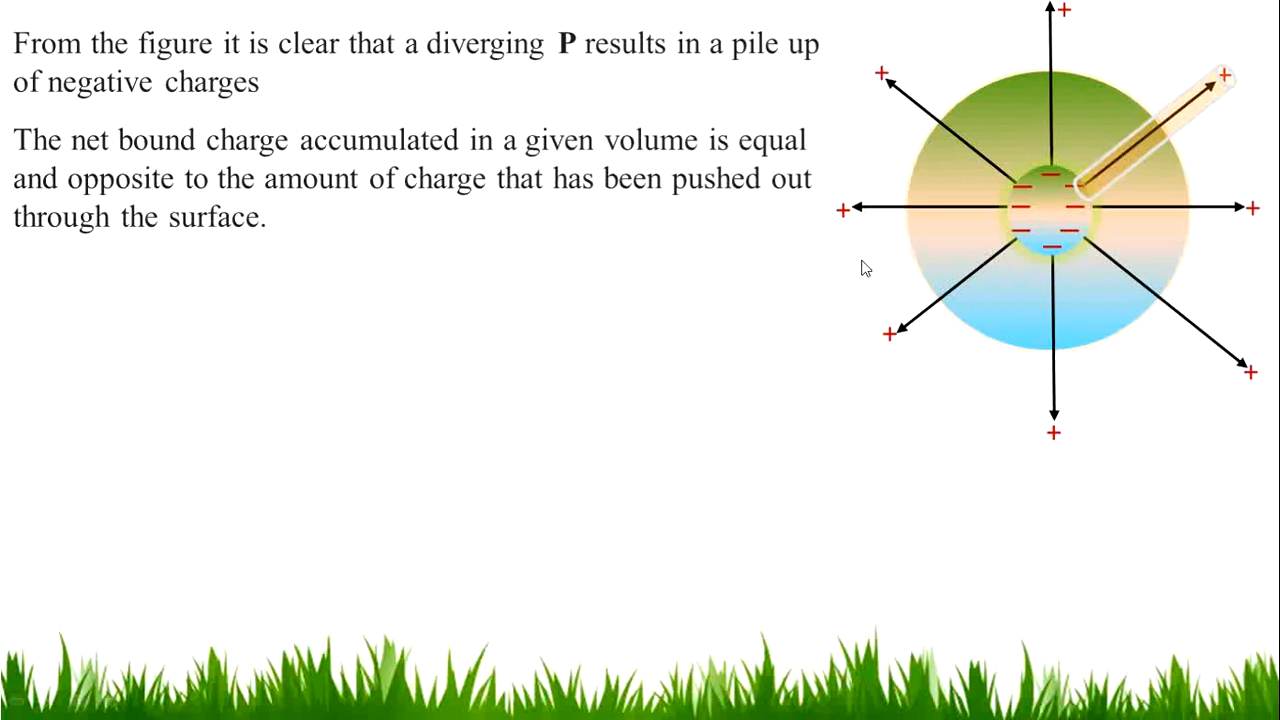 From the figure it is clear that a diverging P results in a pile up
of negative charges
The net bound charge accumulated in a given volume is equal
and opposite to the amount of charge that has been pushed out
through the surface.
+
+
+
+
+
+
+
+
− − − − − − − −